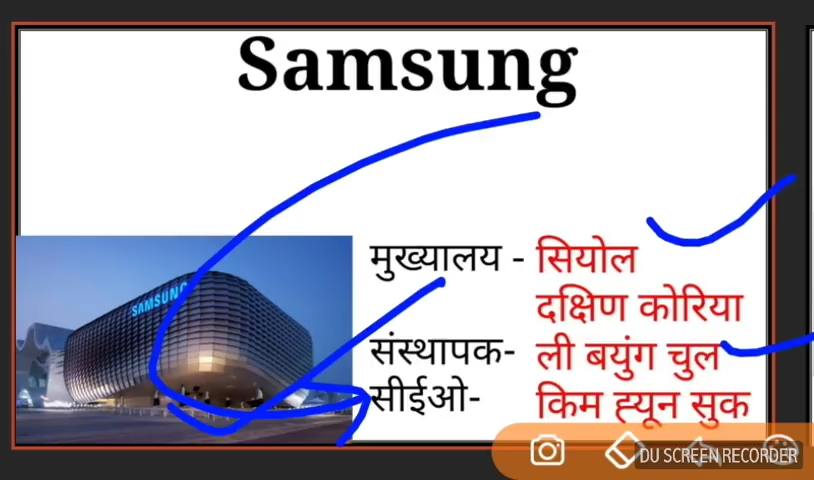 Samsung
SAMSUNG
मुख्यालय - सियोल
दक्षिण कोरिया
संस्थापक- ली बयुंग चुल
सीईओ- किम ह्यून सुक
DU SCREEN RECORDER